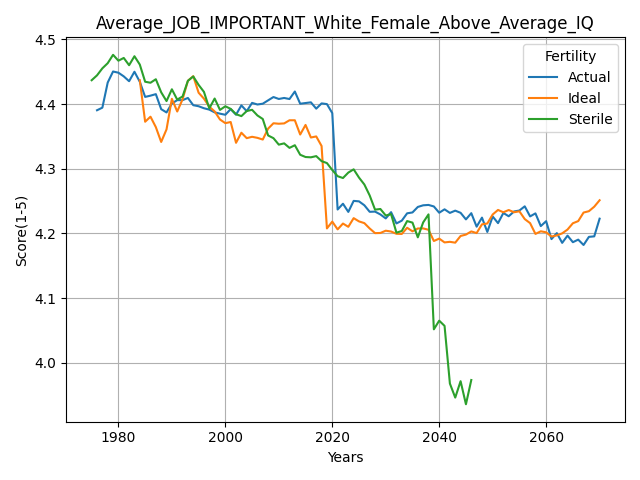 Average_JOB_IMPORTANT_White_Female_Above_Average_IQ
Score(1-5)
4.5
4.4
4.3
4.2
4.1
4.0
Fertility
Actual
Ideal
Sterile
1980
2000
2020
2040
2060
Years